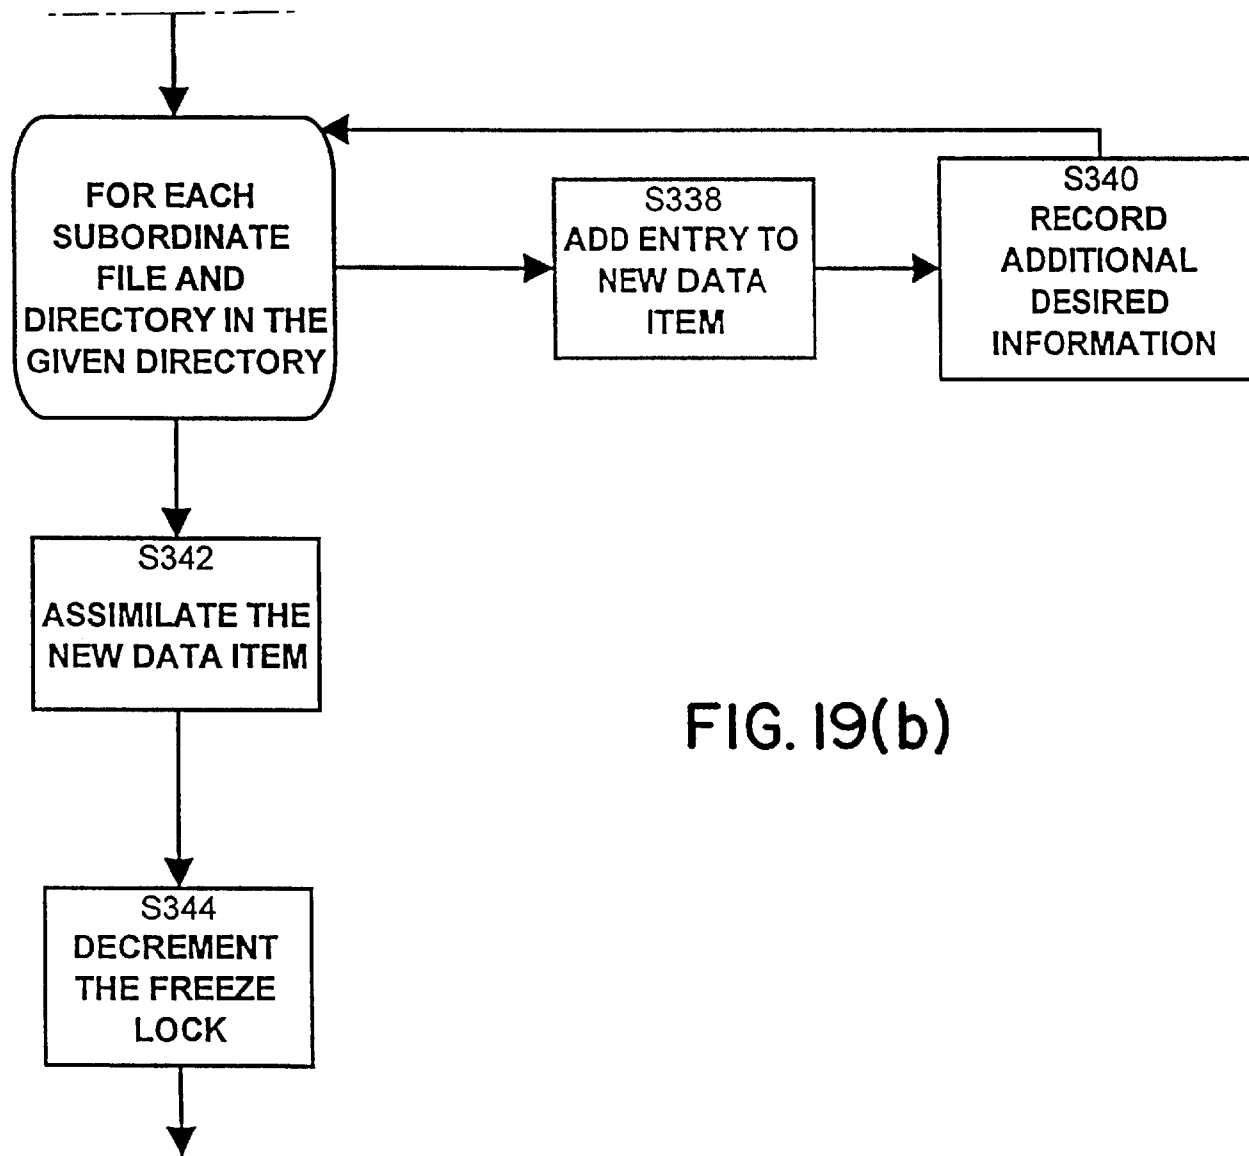 FOR EACH
SUBORDINATE
FILE AND
DIRECTORY IN THE
GIVEN DIRECTORY
S338
ADD ENTRY TO
NEW DATA
ITEM
S340
RECORD
ADDITIONAL
DESIRED
INFORMATION
S342
ASSIMILATE THE
NEW DATA ITEM
S344
DECREMENT
THE FREEZE
LOCK
FIG. 19(b)